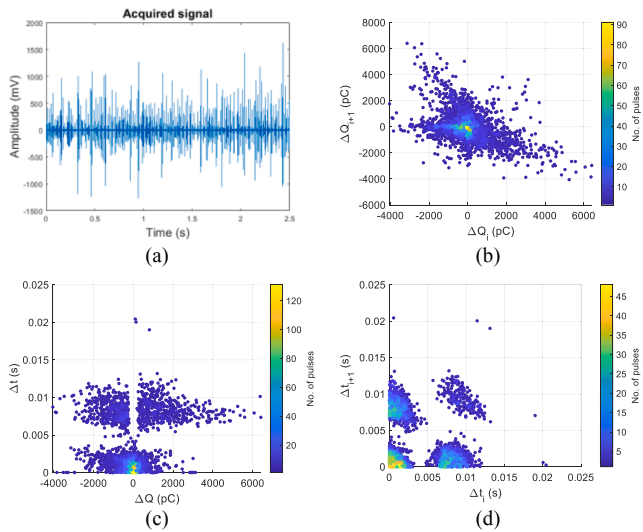 Acquired signal
2000
1500
1000
500
0
-500
-1000
-1500
Amplitude (mV)
0 0.5 1 1.5 2 2.5
Time (s)
(a)
6000
4000
2000
0
-2000
-4000
-6000
ΔQi+1 (pC)
-4000 -2000 0 2000 4000 6000
ΔQi (pC)
90
80
70
60
50
40
30
20
10
No. of pulses
(b)
0.025
0.02
0.015
0.01
0.005
0
Δt (s)
-4000 -2000 0 2000 4000 6000
ΔQ (pC)
120
100
80
60
40
20
No. of pulses
(c)
0.025
0.02
0.015
0.01
0.005
0
Δti+1 (s)
0 0.005 0.01 0.015 0.02 0.025
Δti (s)
45
40
35
30
25
20
15
10
5
No. of pulses
(d)